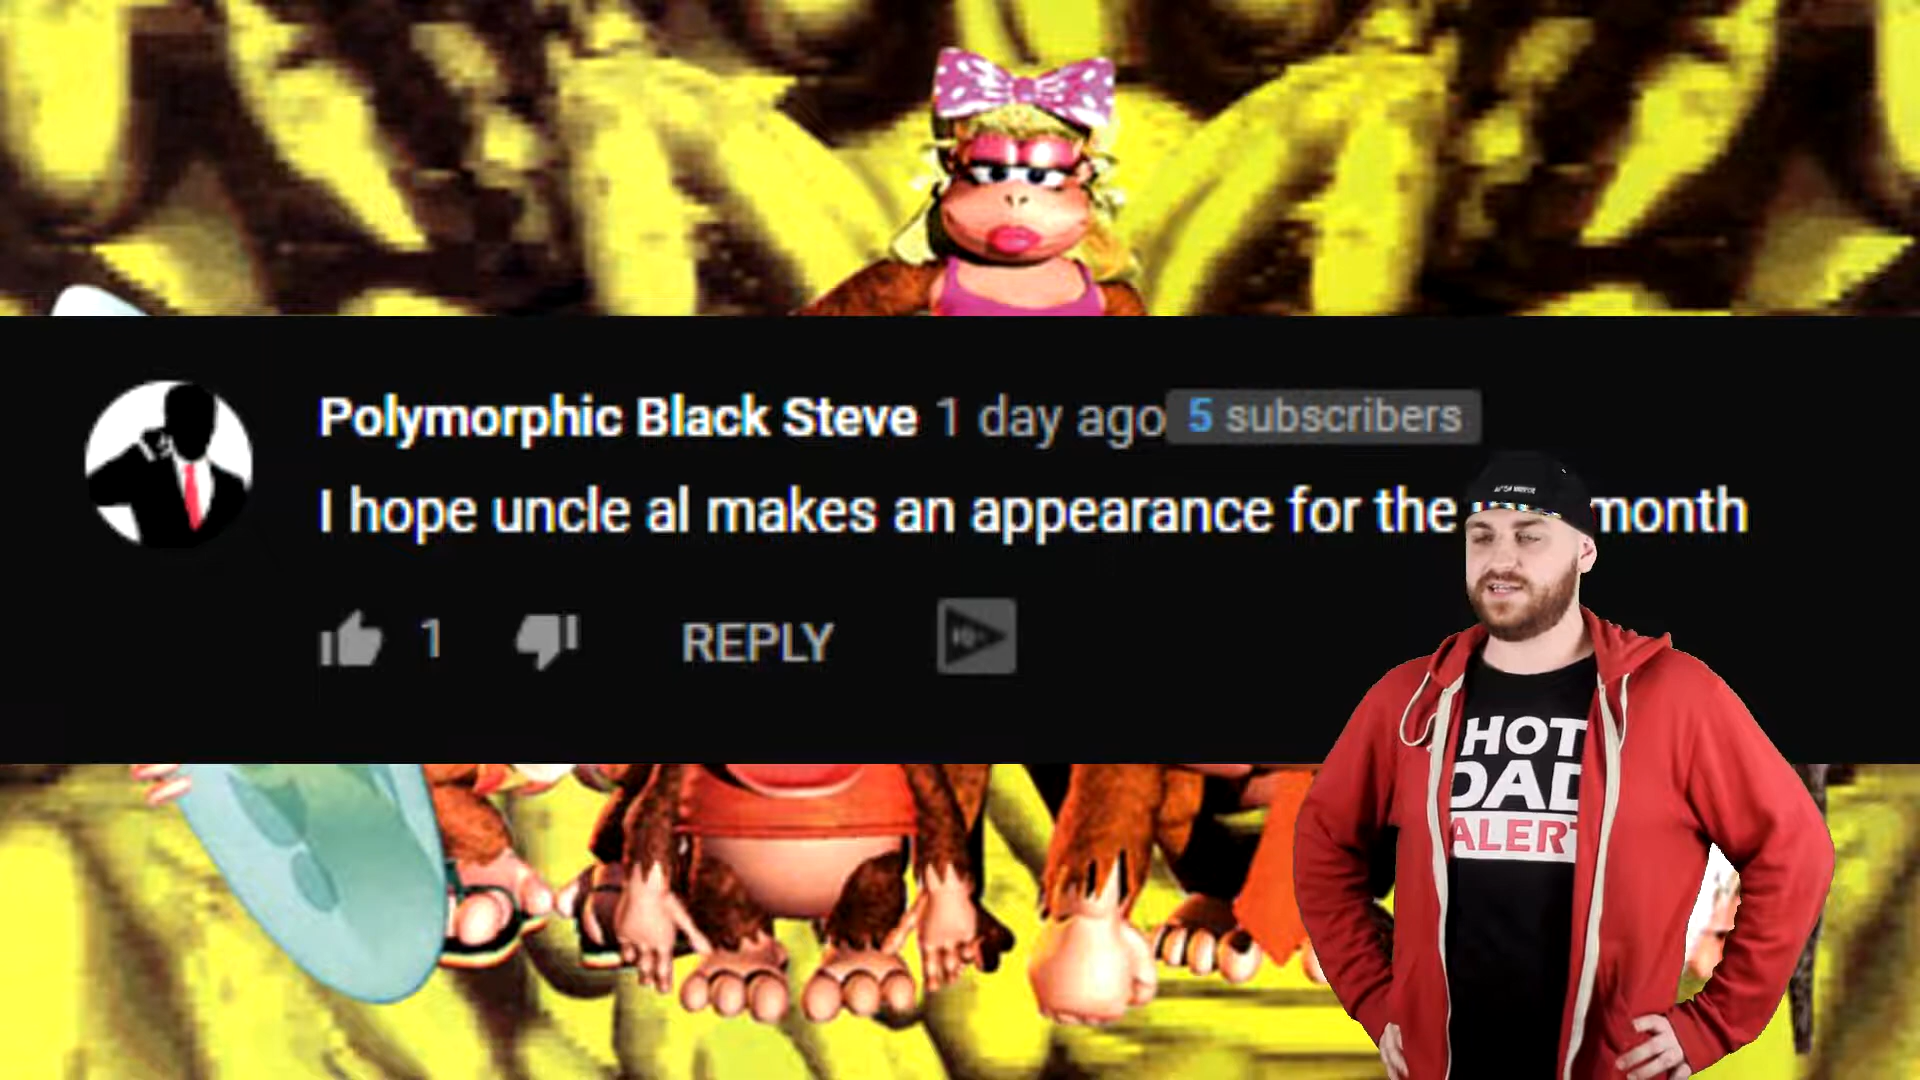 Polymorphic Black Steve 1 day ago 5 subscribers
I hope uncle al makes an appearance for the month
1 REPLY
HOT
DAD
ALERT